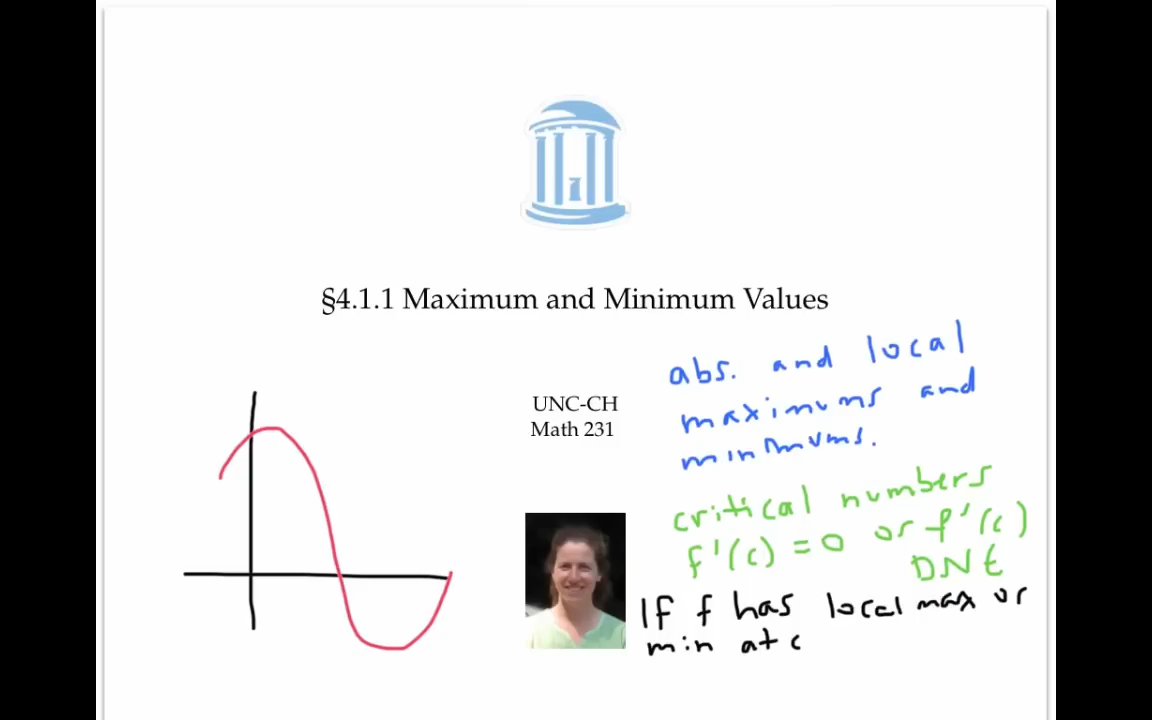 §4.1.1 Maximum and Minimum Values
UNC-CH
Math 231
abs. and local
maximums and
minimums.
critical numbers
f'(c) = 0 or f'(c)
DNE
If f has local max or
min at c